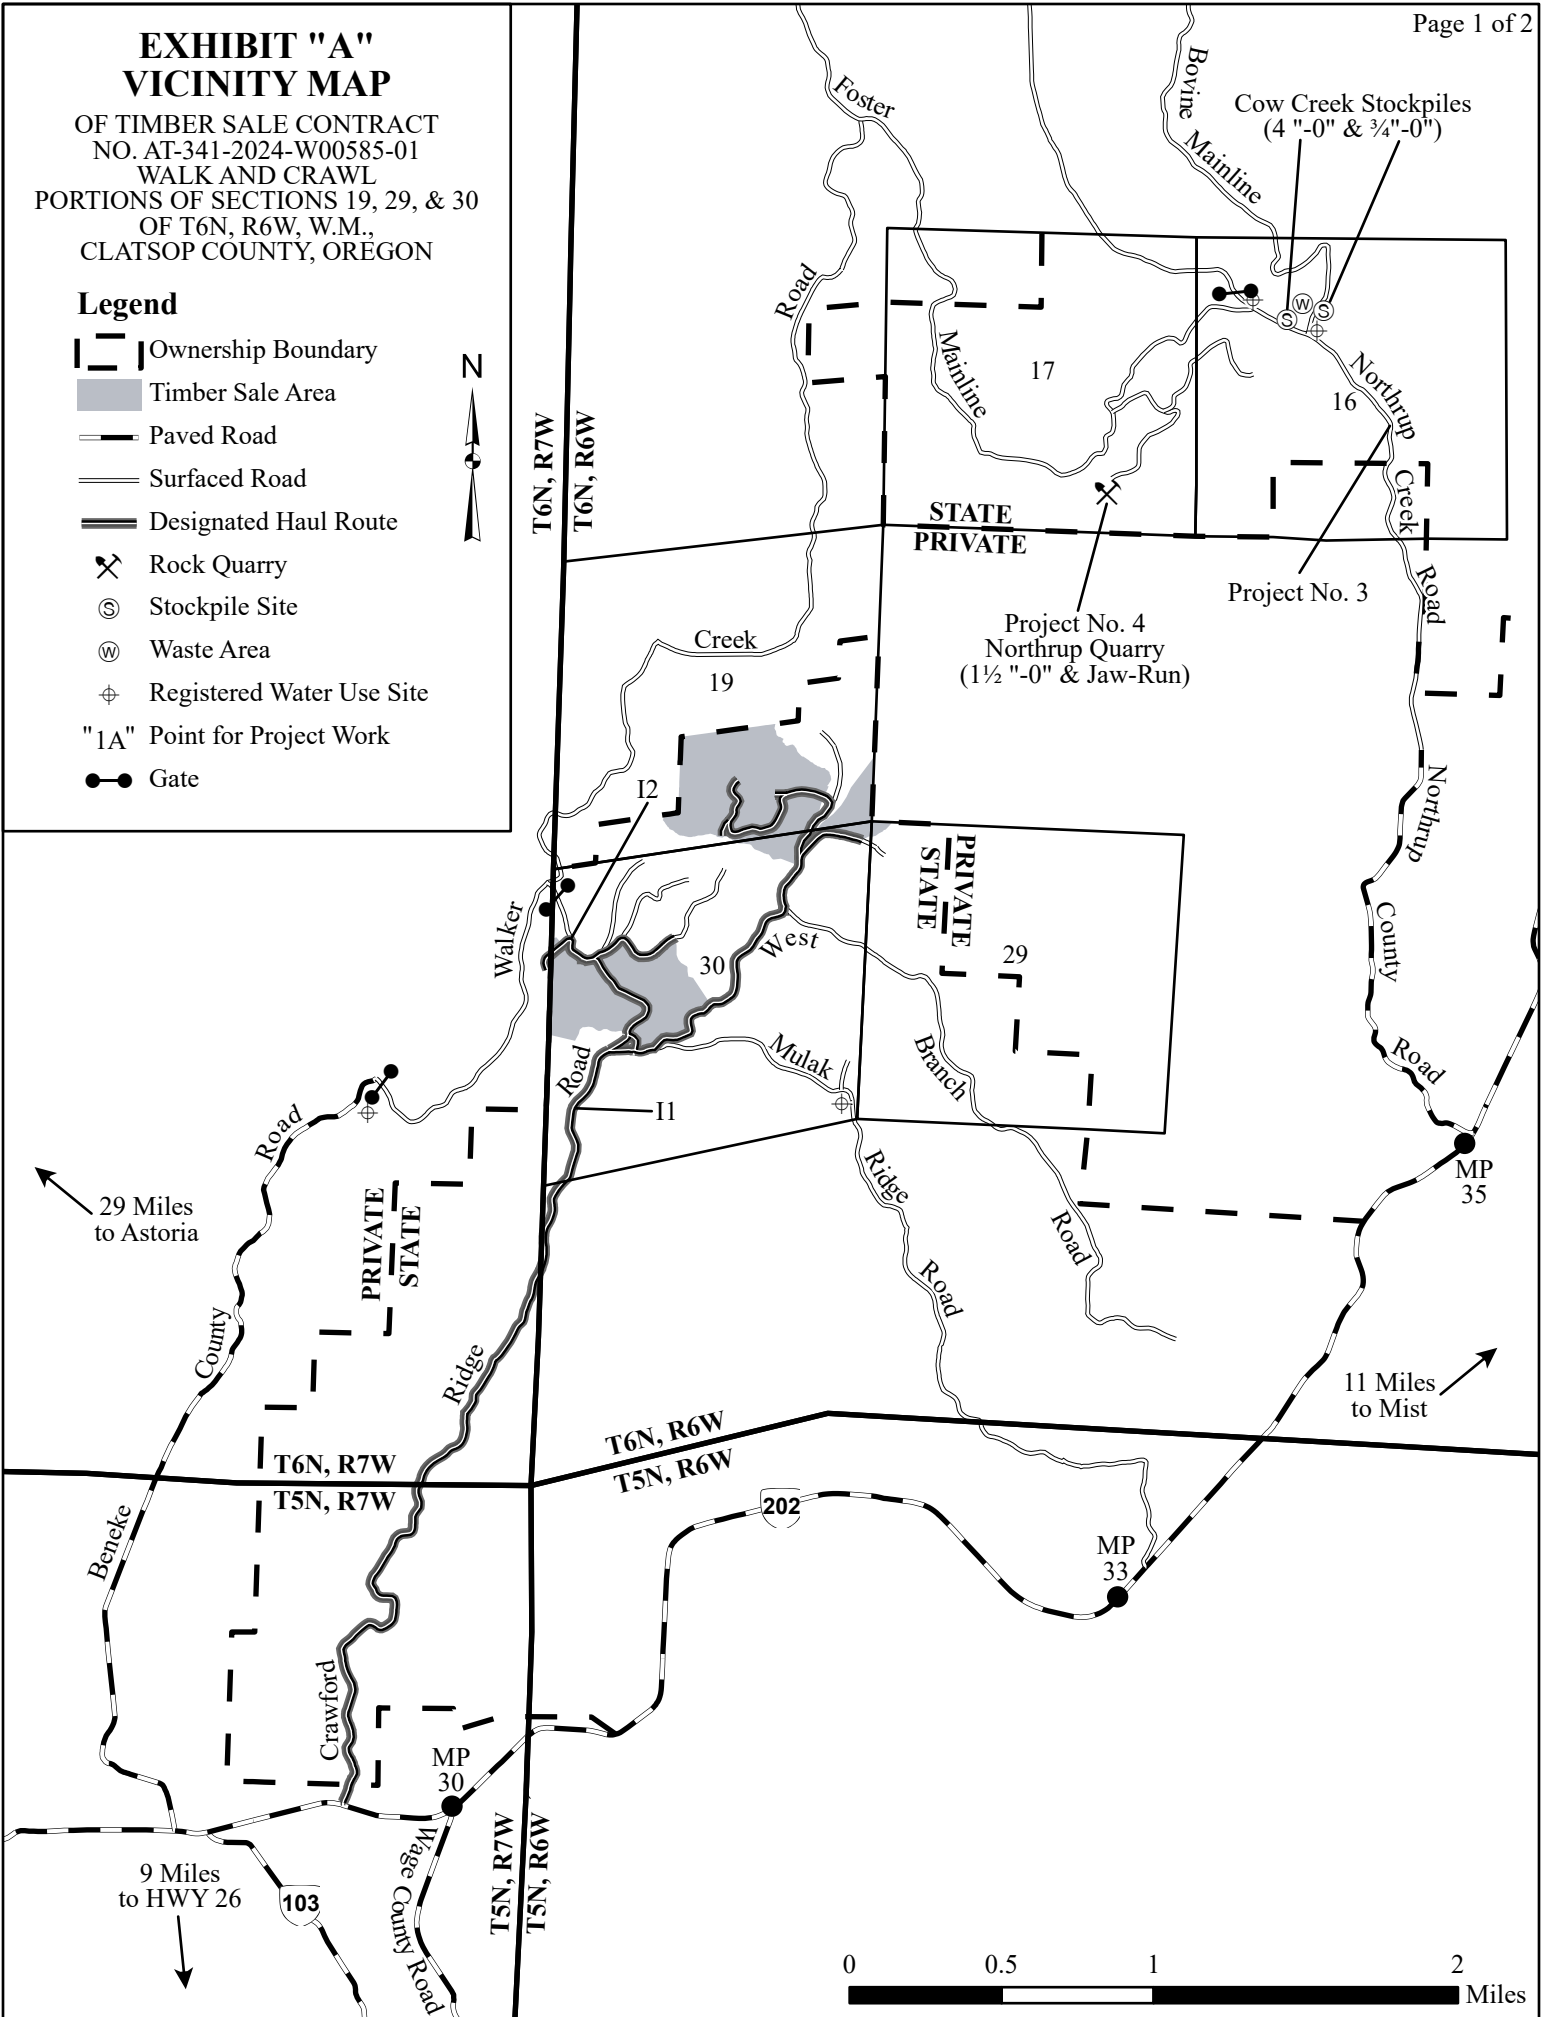 Page 1 of 2
EXHIBIT "A"
VICINITY MAP
OF TIMBER SALE CONTRACT
NO. AT-341-2024-W00585-01
WALK AND CRAWL
PORTIONS OF SECTIONS 19, 29, & 30
OF T6N, R6W, W.M.,
CLATSOP COUNTY, OREGON
Legend
Ownership Boundary
Timber Sale Area
Paved Road
Surfaced Road
Designated Haul Route
Rock Quarry
S Stockpile Site
W Waste Area
Registered Water Use Site
"1A" Point for Project Work
Gate
N
T6N, R7W
T6N, R6W
Foster
Road
Creek
Walker
Mainline
Bovine
Mainline
Cow Creek Stockpiles
(4 "-0" & ¾"-0")
S
W
S
17
16
Northrup
Creek
Road
STATE
PRIVATE
Project No. 3
Project No. 4
Northrup Quarry
(1½ "-0" & Jaw-Run)
19
I2
PRIVATE
STATE
29
30
West
Branch
Road
Northrup
County
Road
Mulak
Ridge
Road
I1
Road
Ridge
Crawford
Road
County
Beneke
29 Miles
to Astoria
PRIVATE
STATE
MP
35
11 Miles
to Mist
T6N, R7W
T5N, R7W
T6N, R6W
T5N, R6W
202
MP
33
MP
30
Wage County Road
T5N, R7W
T5N, R6W
9 Miles
to HWY 26
103
0 0.5 1 2
Miles